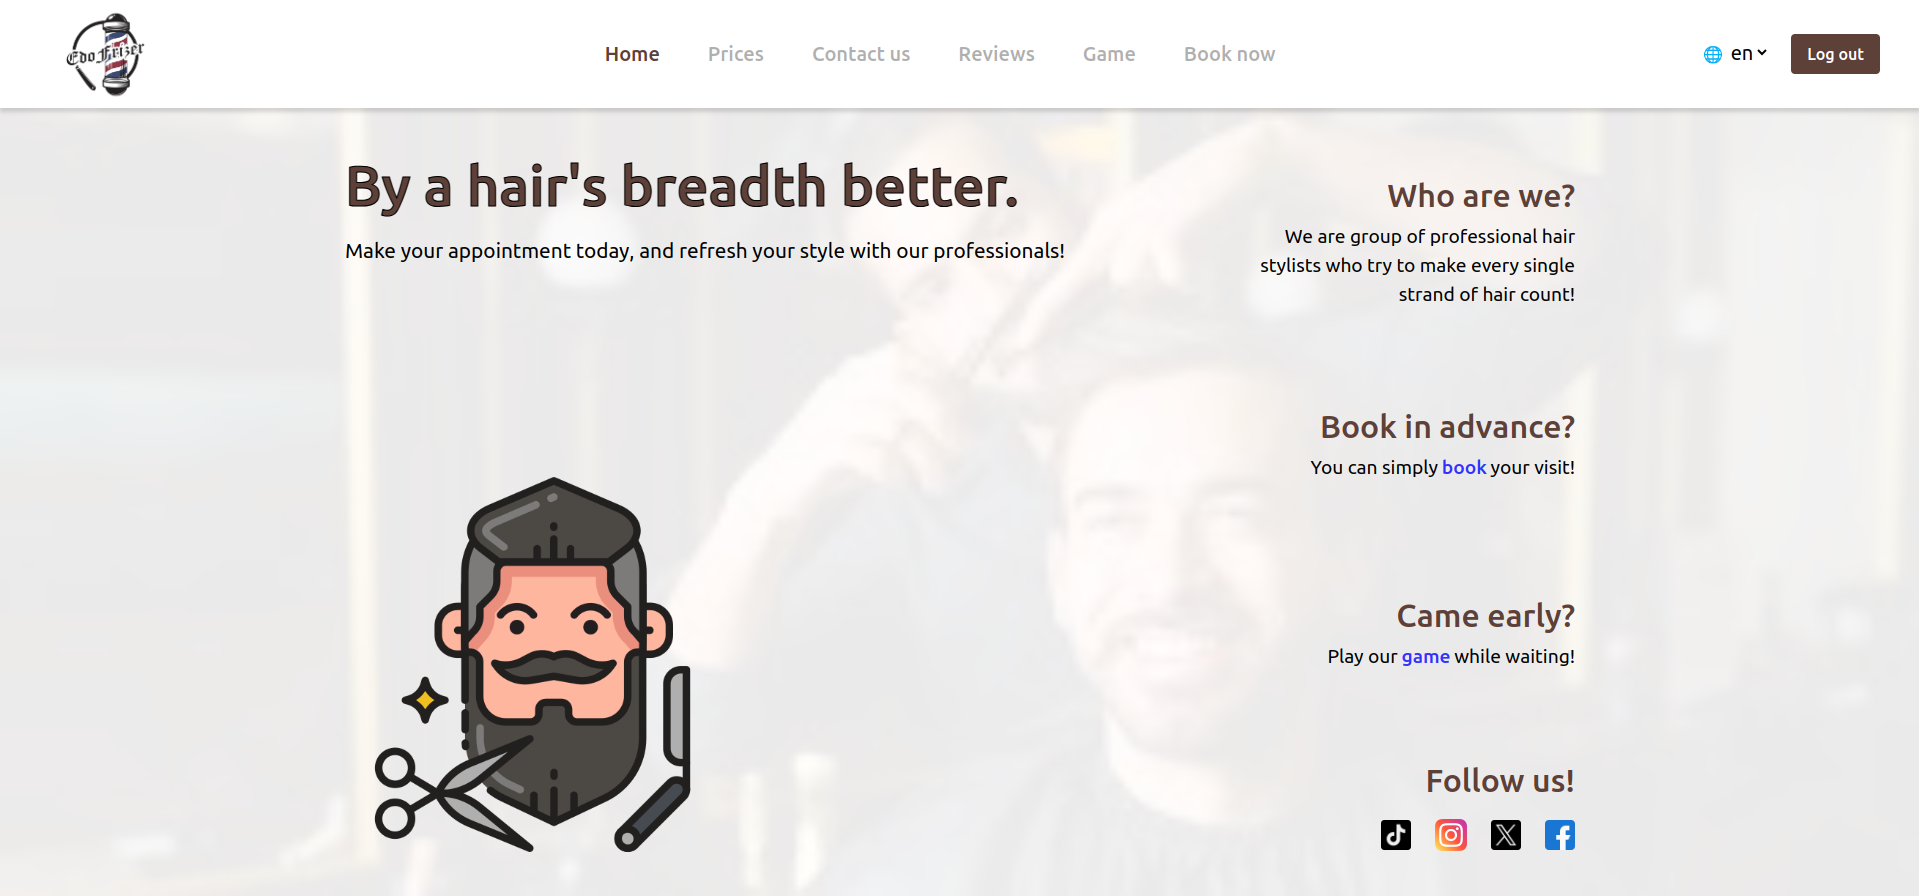 Edo Frizer
Home Prices Contact us Reviews Game Book now
en
Log out
By a hair's breadth better.
Make your appointment today, and refresh your style with our professionals!
Who are we?
We are group of professional hair
stylists who try to make every single
strand of hair count!
Book in advance?
You can simply book your visit!
Came early?
Play our game while waiting!
Follow us!